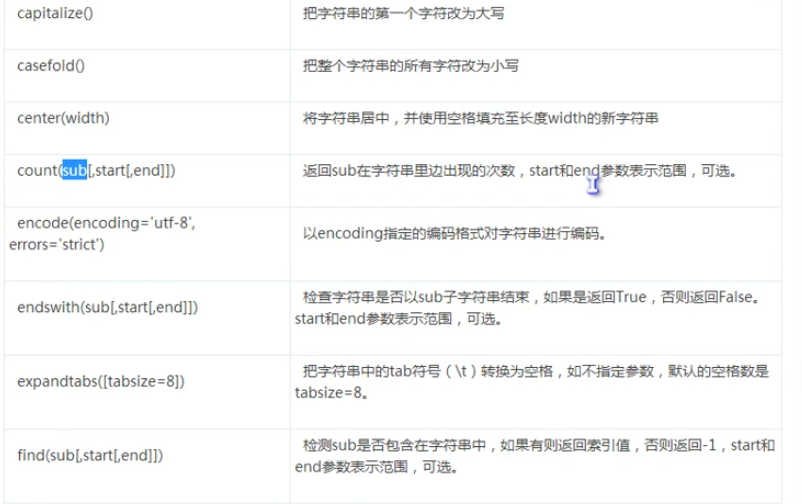 capitalize() 把字符串的第一个字符改为大写
casefold() 把整个字符串的所有字符改为小写
center(width) 将字符串居中，并使用空格填充至长度width的新字符串
count(sub[,start[,end]]) 返回sub在字符串里边出现的次数，start和end参数表示范围，可选。
encode(encoding='utf-8',
errors='strict')
以encoding指定的编码格式对字符串进行编码。
endswith(sub[,start[,end]])
检查字符串是否以sub子字符串结束，如果是返回True，否则返回False。
start和end参数表示范围，可选。
expandtabs([tabsize=8])
把字符串中的tab符号（\t）转换为空格，如不指定参数，默认的空格数是
tabsize=8。
find(sub[,start[,end]])
检测sub是否包含在字符串中，如果有则返回索引值，否则返回-1，start和
end参数表示范围，可选。